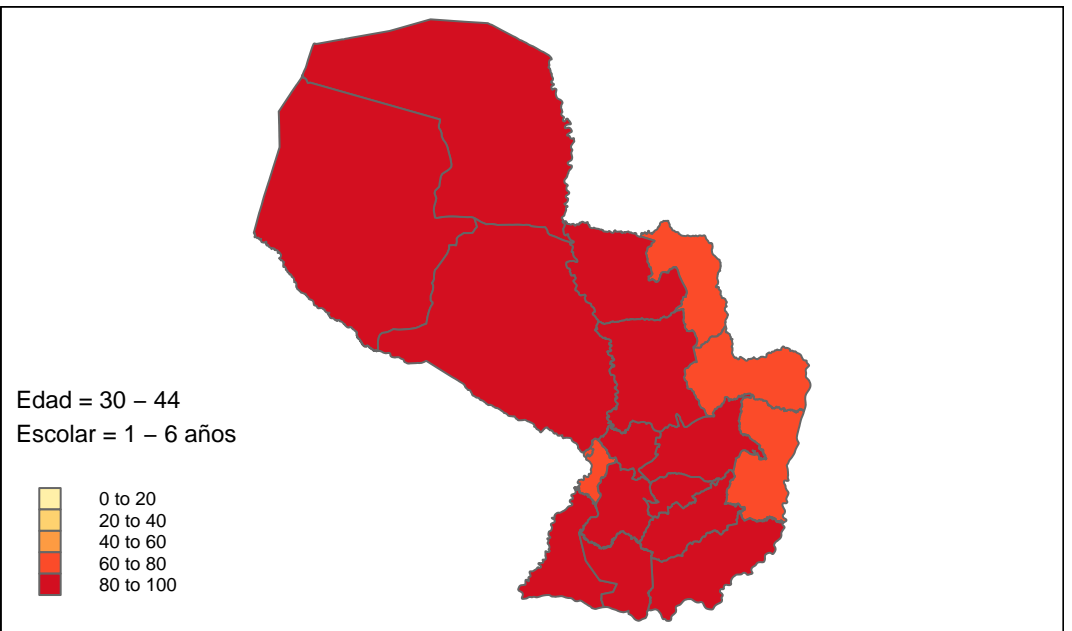 Edad = 30 − 44
Escolar = 1 − 6 años
0 to 20
20 to 40
40 to 60
60 to 80
80 to 100